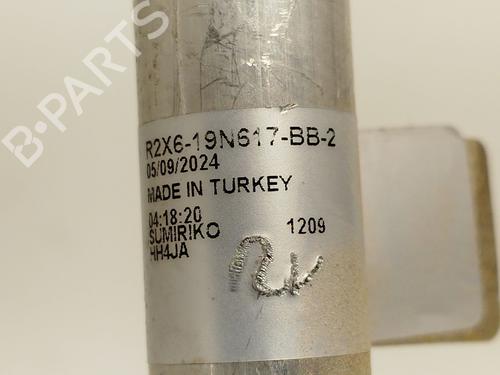 R2X6-19N617-BB-2
05/09/2024
MADE IN TURKEY
04:18:20
SUMIRIKO 1209
HH4JA
B-PARTS